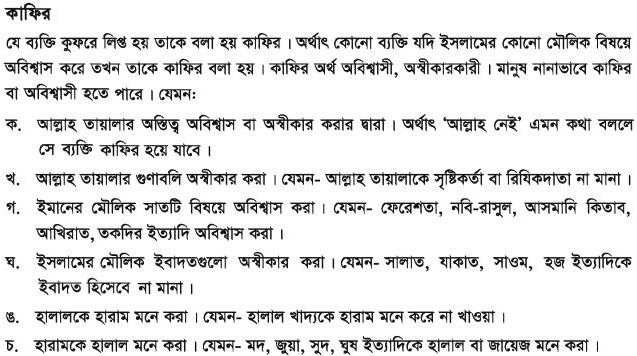 কাফির
যে ব্যক্তি কুফরে লিপ্ত হয় তাকে বলা হয় কাফির। অর্থাৎ কোনো ব্যক্তি যদি ইসলামের কোনো মৌলিক বিষয়ে
অবিশ্বাস করে তখন তাকে কাফির বলা হয়। কাফির অর্থ অবিশ্বাসী, অস্বীকারকারী। মানুষ নানাভাবে কাফির
বা অবিশ্বাসী হতে পারে। যেমন:
ক. আল্লাহ তায়ালার অস্তিত্ব অবিশ্বাস বা অস্বীকার করার দ্বারা। অর্থাৎ ‘আল্লাহ নেই’ এমন কথা বললে
সে ব্যক্তি কাফির হয়ে যাবে।
খ. আল্লাহ তায়ালার গুণাবলি অস্বীকার করা। যেমন- আল্লাহ তায়ালাকে সৃষ্টিকর্তা বা রিযিকদাতা না মানা।
গ. ইমানের মৌলিক সাতটি বিষয়ে অবিশ্বাস করা। যেমন- ফেরেশতা, নবি-রাসুল, আসমানি কিতাব,
আখিরাত, তকদির ইত্যাদি অবিশ্বাস করা।
ঘ. ইসলামের মৌলিক ইবাদতগুলো অস্বীকার করা। যেমন- সালাত, যাকাত, সাওম, হজ ইত্যাদিকে
ইবাদত হিসেবে না মানা।
ঙ. হালালকে হারাম মনে করা। যেমন- হালাল খাদ্যকে হারাম মনে করে না খাওয়া।
চ. হারামকে হালাল মনে করা। যেমন- মদ, জুয়া, সুদ, ঘুষ ইত্যাদিকে হালাল বা জায়েজ মনে করা।